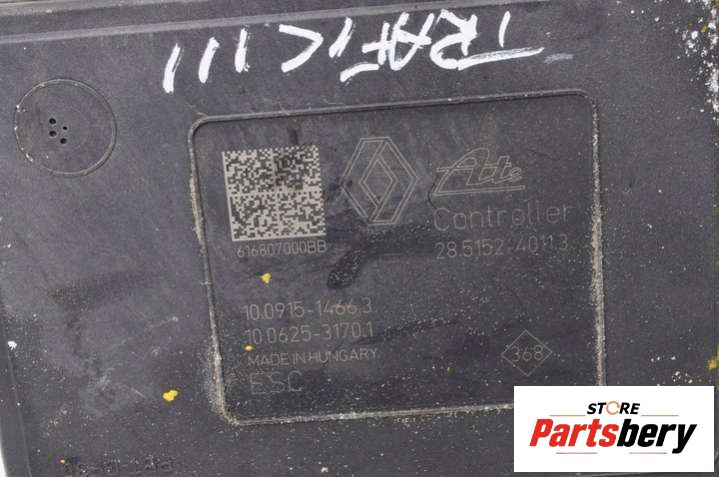 TRAFIC III
Ate
Controller
616807000BB
28.5152-4011.3
10.0915-1466.3
10.0625-3170.1
MADE IN HUNGARY
ESC
368
STORE
Partsbery